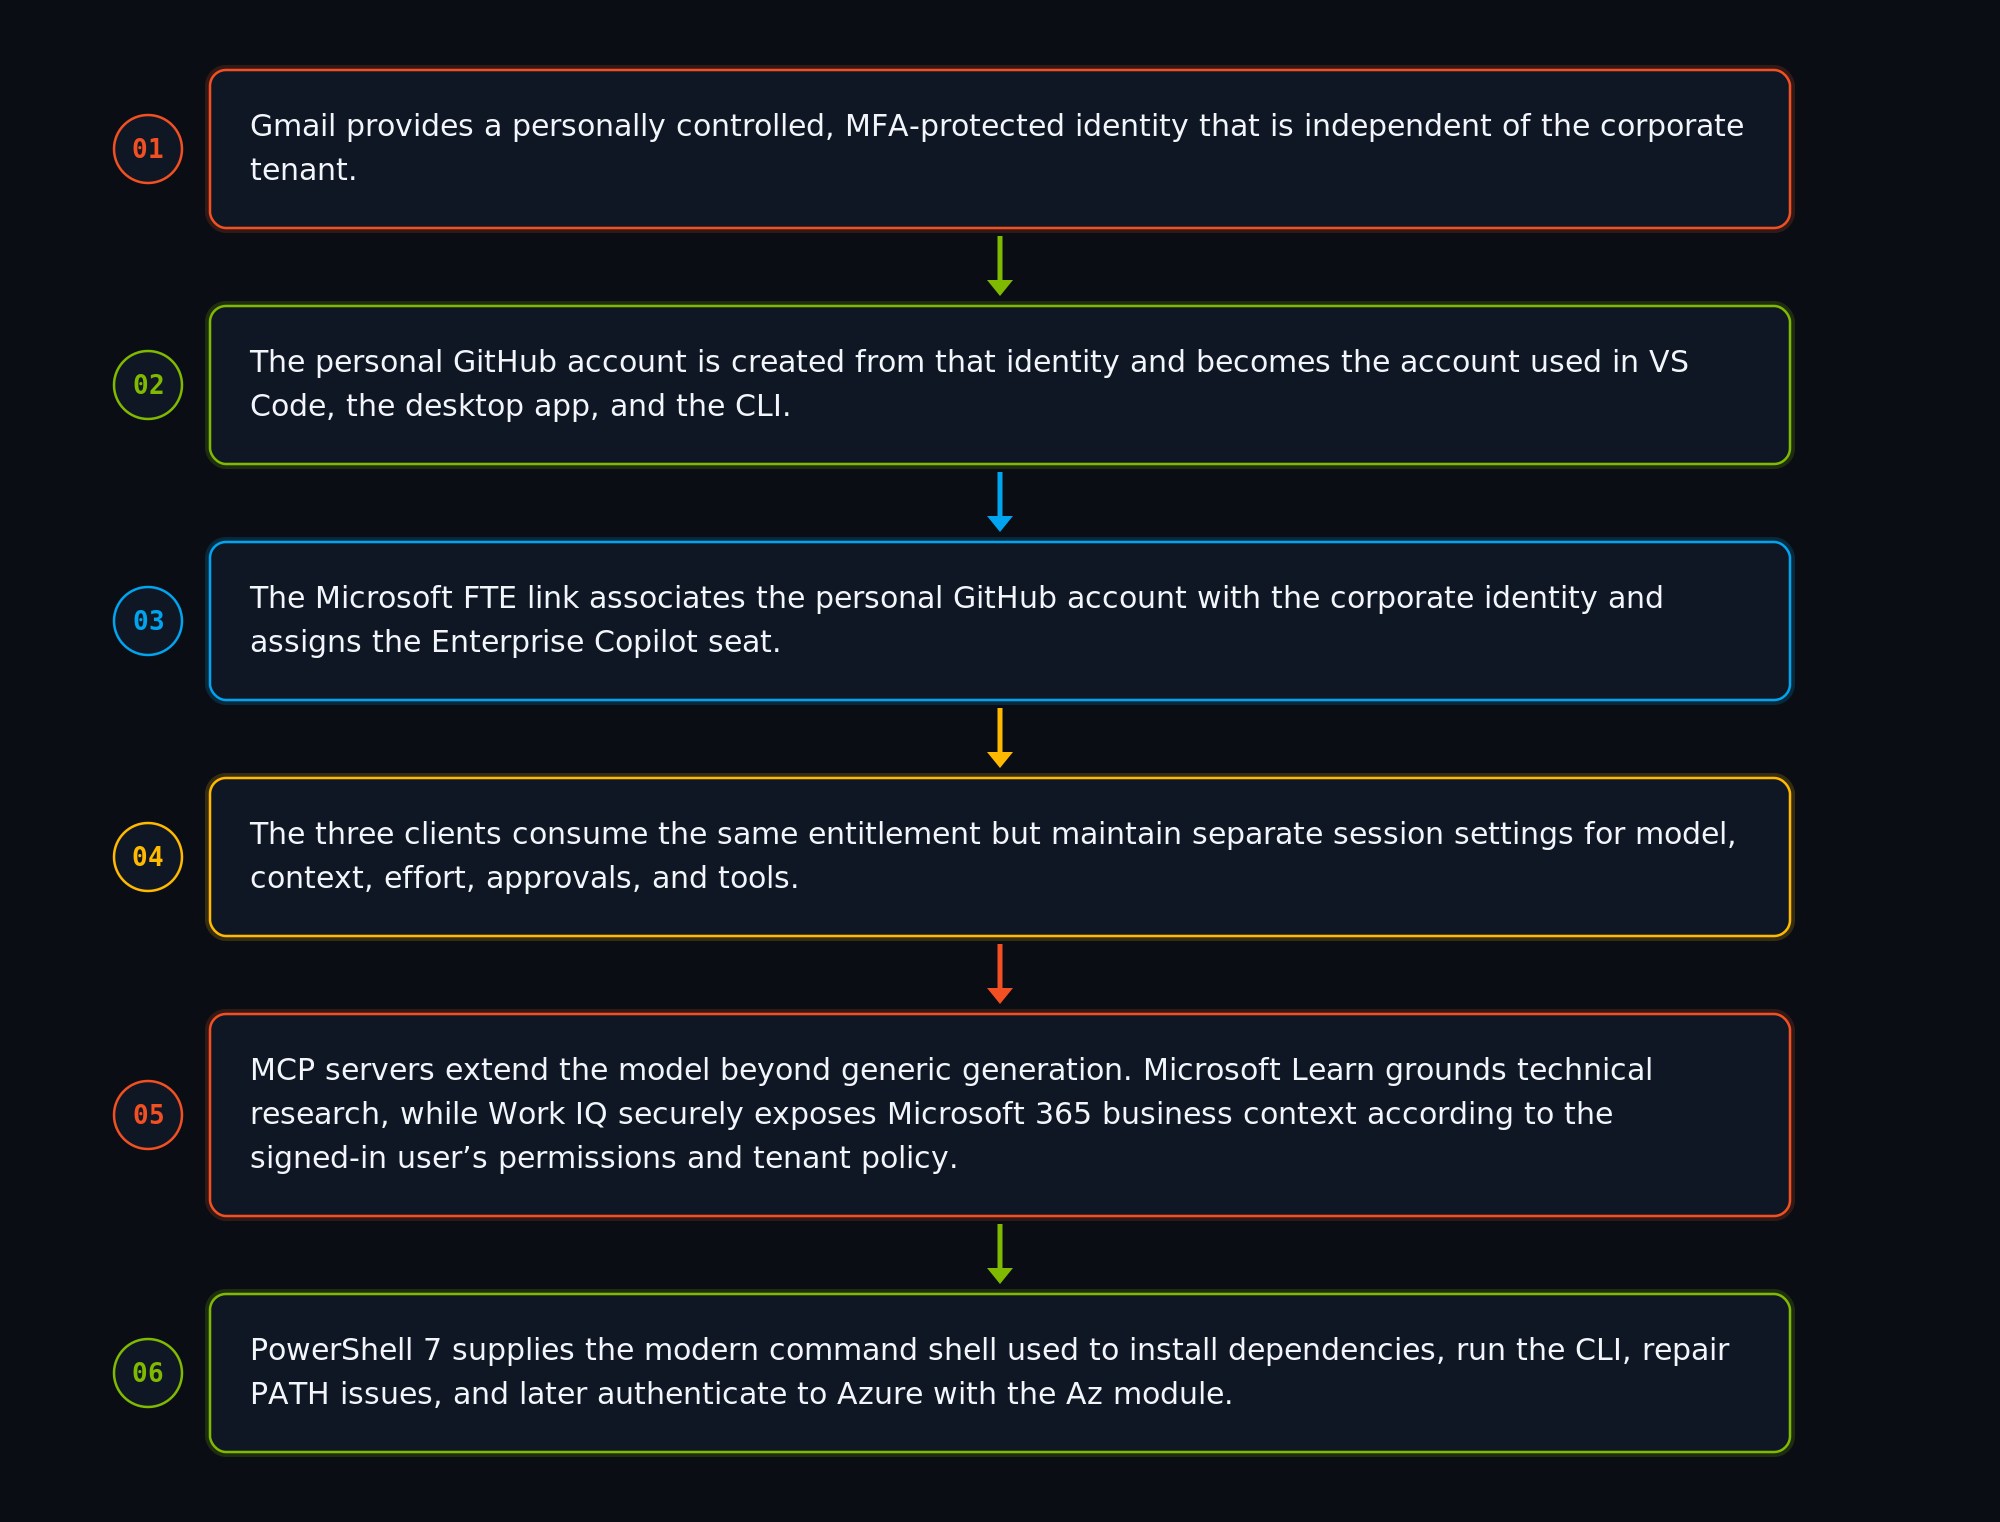 01
Gmail provides a personally controlled, MFA-protected identity that is independent of the corporate
tenant.
02
The personal GitHub account is created from that identity and becomes the account used in VS
Code, the desktop app, and the CLI.
03
The Microsoft FTE link associates the personal GitHub account with the corporate identity and
assigns the Enterprise Copilot seat.
04
The three clients consume the same entitlement but maintain separate session settings for model,
context, effort, approvals, and tools.
05
MCP servers extend the model beyond generic generation. Microsoft Learn grounds technical
research, while Work IQ securely exposes Microsoft 365 business context according to the
signed-in user’s permissions and tenant policy.
06
PowerShell 7 supplies the modern command shell used to install dependencies, run the CLI, repair
PATH issues, and later authenticate to Azure with the Az module.